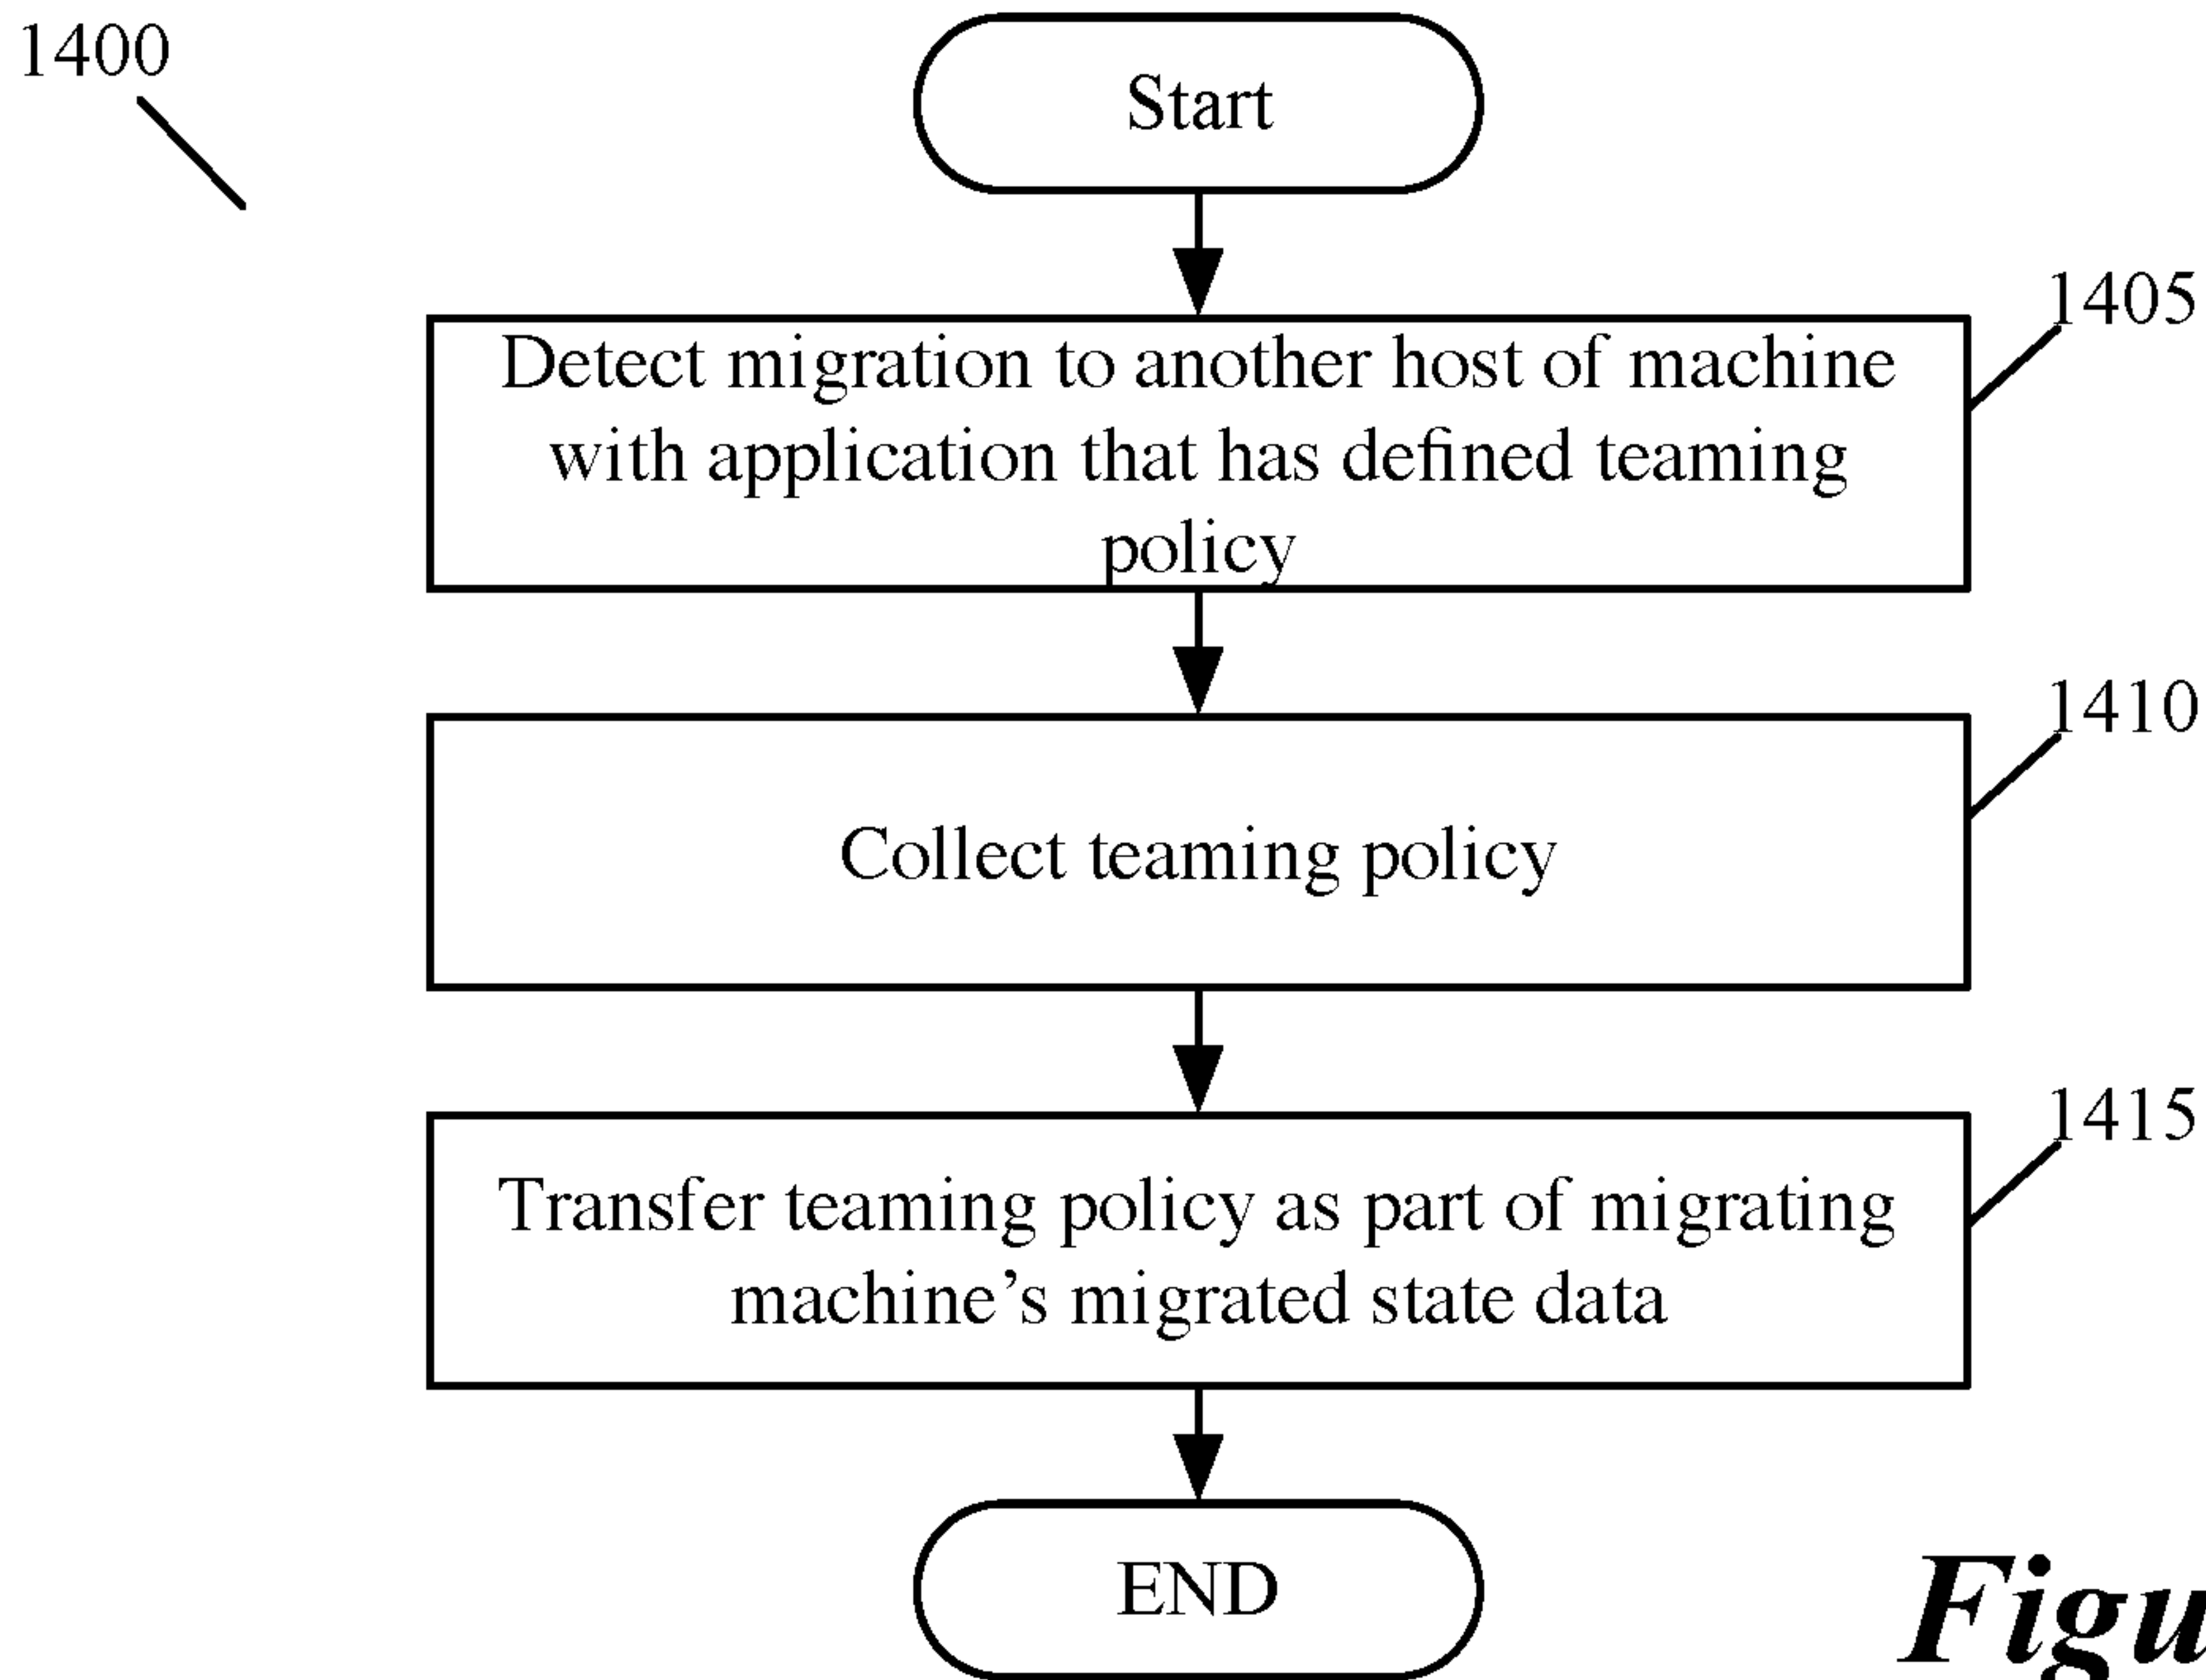 1400
Start
1405
Detect migration to another host of machine
with application that has defined teaming
policy
1410
Collect teaming policy
1415
Transfer teaming policy as part of migrating
machine’s migrated state data
END